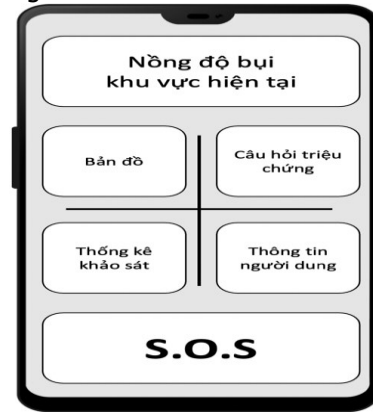 Nồng độ bụi
khu vực hiện tại
Bản đồ
Câu hỏi triệu
chứng
Thống kê
khảo sát
Thông tin
người dung
S.O.S